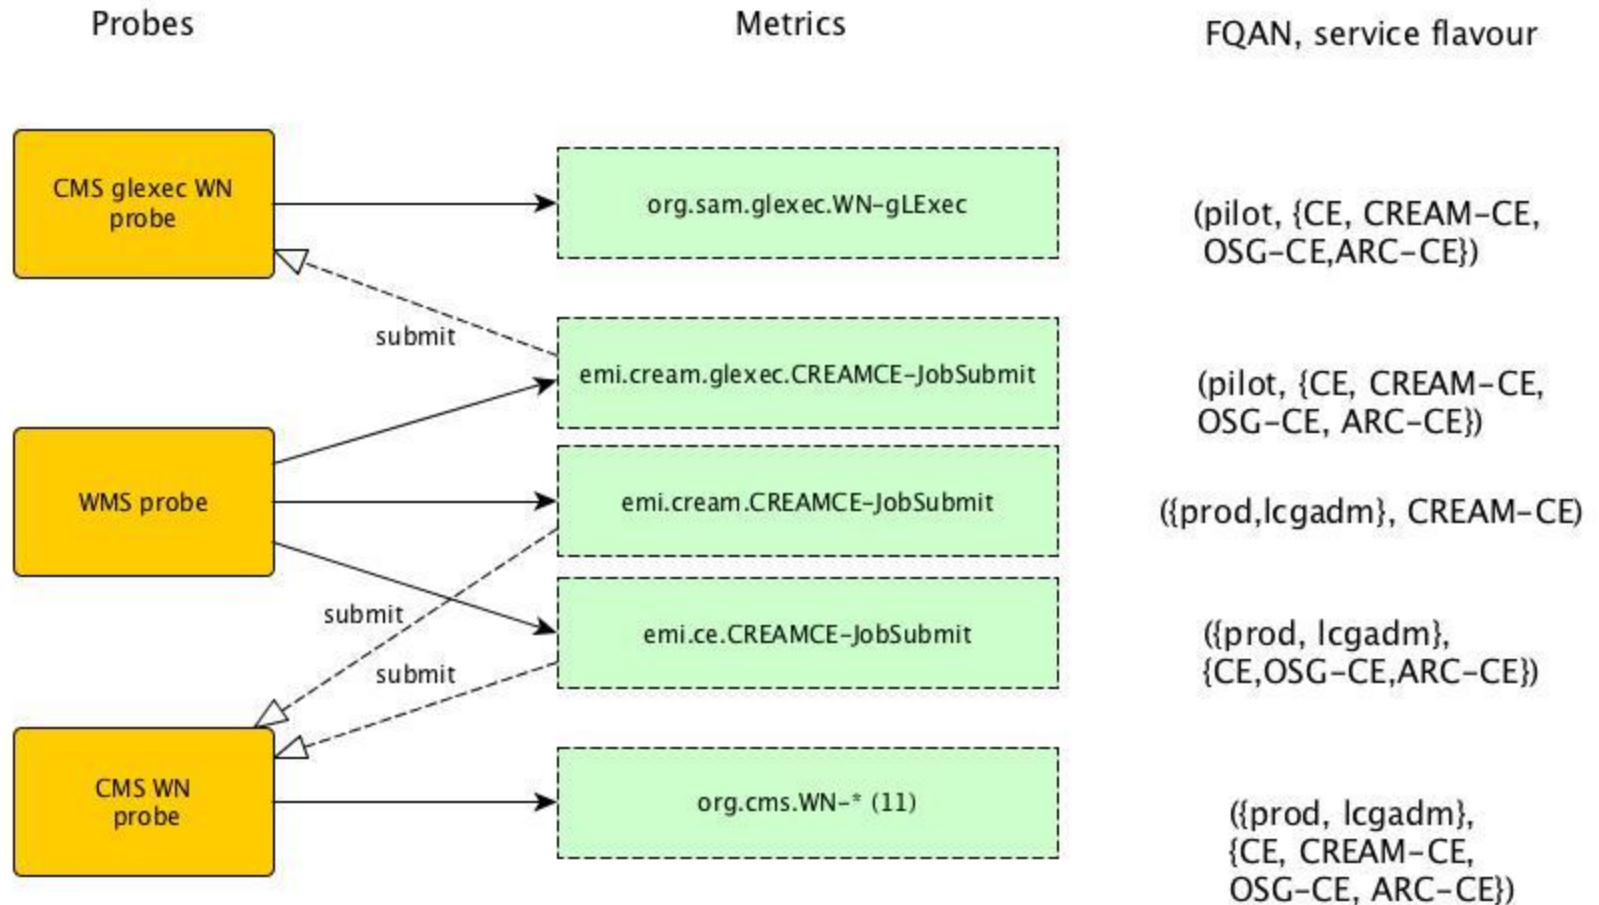 Probes
Metrics
FQAN, service flavour
CMS glexec WN
probe
org.sam.glexec.WN-gLExec
(pilot, {CE, CREAM-CE,
OSG-CE,ARC-CE})
submit
emi.cream.glexec.CREAMCE-JobSubmit
(pilot, {CE, CREAM-CE,
OSG-CE, ARC-CE})
WMS probe
emi.cream.CREAMCE-JobSubmit
({prod,lcgadm}, CREAM-CE)
submit
emi.ce.CREAMCE-JobSubmit
({prod, lcgadm},
{CE,OSG-CE,ARC-CE})
submit
CMS WN
probe
org.cms.WN-* (11)
({prod, lcgadm},
{CE, CREAM-CE,
OSG-CE, ARC-CE})